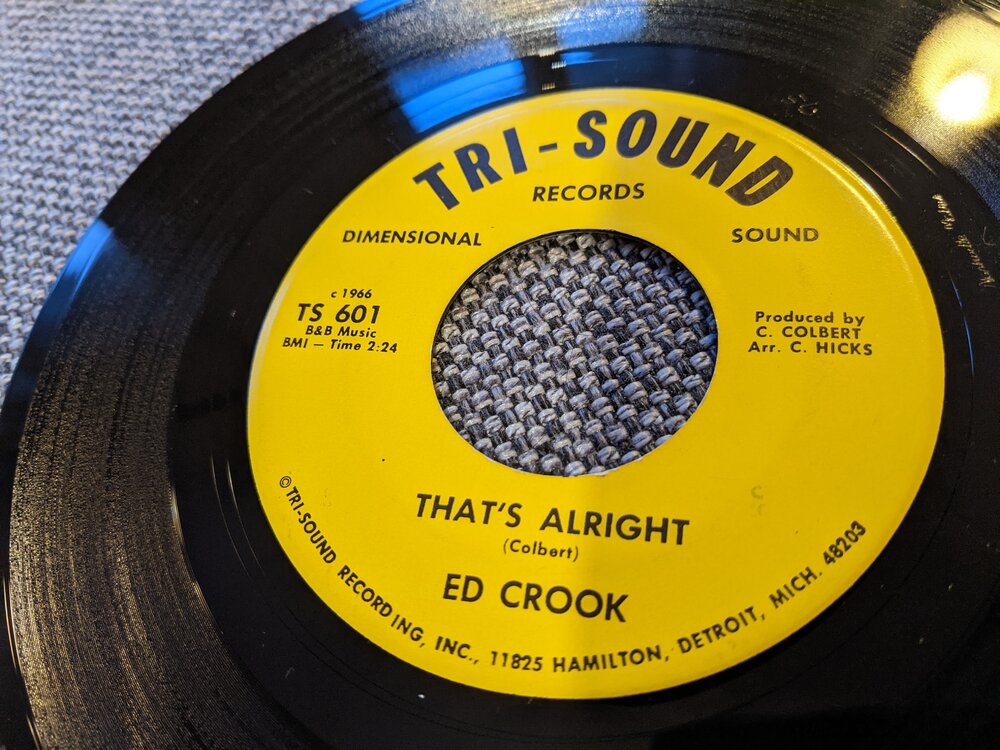 TRI-SOUND
RECORDS
DIMENSIONAL SOUND
c 1966
TS 601
B&B Music
BMI — Time 2:24
Produced by
C. COLBERT
Arr. C. HICKS
THAT'S ALRIGHT
(Colbert)
ED CROOK
© TRI-SOUND RECORDING, INC., 11825 HAMILTON, DETROIT, MICH. 48203